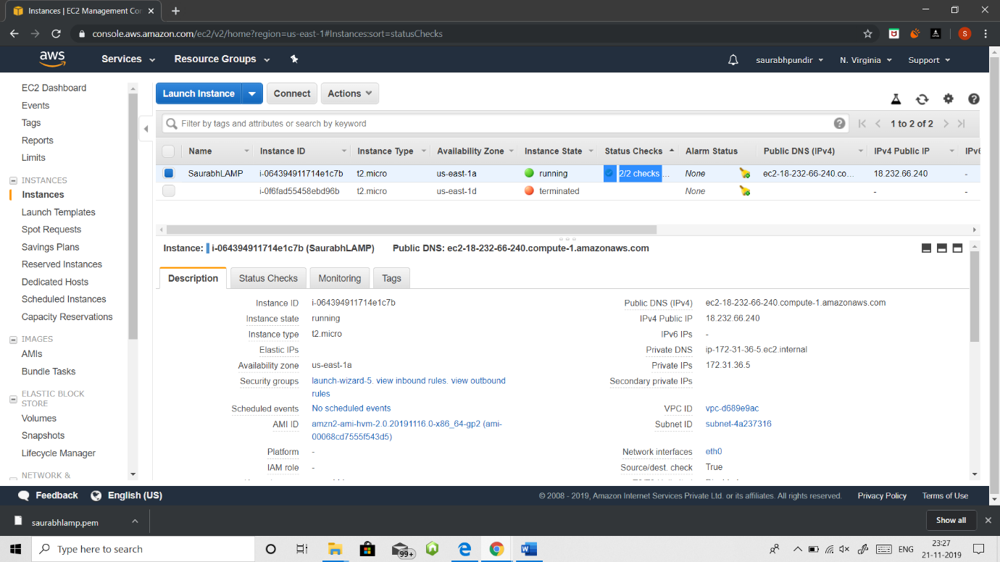 Instances | EC2 Management Con
console.aws.amazon.com/ec2/v2/home?region=us-east-1#Instances:sort=statusChecks
S
aws
Services
Resource Groups
saurabhpundir
N. Virginia
Support
EC2 Dashboard
Events
Tags
Reports
Limits
INSTANCES
Instances
Launch Templates
Spot Requests
Savings Plans
Reserved Instances
Dedicated Hosts
Scheduled Instances
Capacity Reservations
IMAGES
AMIs
Bundle Tasks
ELASTIC BLOCK
STORE
Volumes
Snapshots
Lifecycle Manager
NETWORK &
Launch Instance
Connect
Actions
Filter by tags and attributes or search by keyword
1 to 2 of 2
Name Instance ID Instance Type Availability Zone Instance State Status Checks Alarm Status Public DNS (IPv4) IPv4 Public IP IPv6
SaurabhLAMP i-064394911714e1c7b t2.micro us-east-1a running 2/2 checks ... None ec2-18-232-66-240.co... 18.232.66.240 -
i-0f6fad55458ebd96b t2.micro us-east-1d terminated None - -
Instance: i-064394911714e1c7b (SaurabhLAMP) Public DNS: ec2-18-232-66-240.compute-1.amazonaws.com
Description Status Checks Monitoring Tags
Instance ID i-064394911714e1c7b Public DNS (IPv4) ec2-18-232-66-240.compute-1.amazonaws.com
Instance state running IPv4 Public IP 18.232.66.240
Instance type t2.micro IPv6 IPs -
Elastic IPs Private DNS ip-172-31-36-5.ec2.internal
Availability zone us-east-1a Private IPs 172.31.36.5
Security groups launch-wizard-5. view inbound rules. view outbound Secondary private IPs
rules
Scheduled events No scheduled events VPC ID vpc-d689e9ac
AMI ID amzn2-ami-hvm-2.0.20191116.0-x86_64-gp2 (ami- Subnet ID subnet-4a237316
00068cd7555f543d5)
Platform - Network interfaces eth0
IAM role - Source/dest. check True
Feedback English (US)
© 2008 - 2019, Amazon Internet Services Private Ltd. or its affiliates. All rights reserved. Privacy Policy Terms of Use
saurabhlamp.pem
Show all
Type here to search
99+
ENG
23:27
21-11-2019